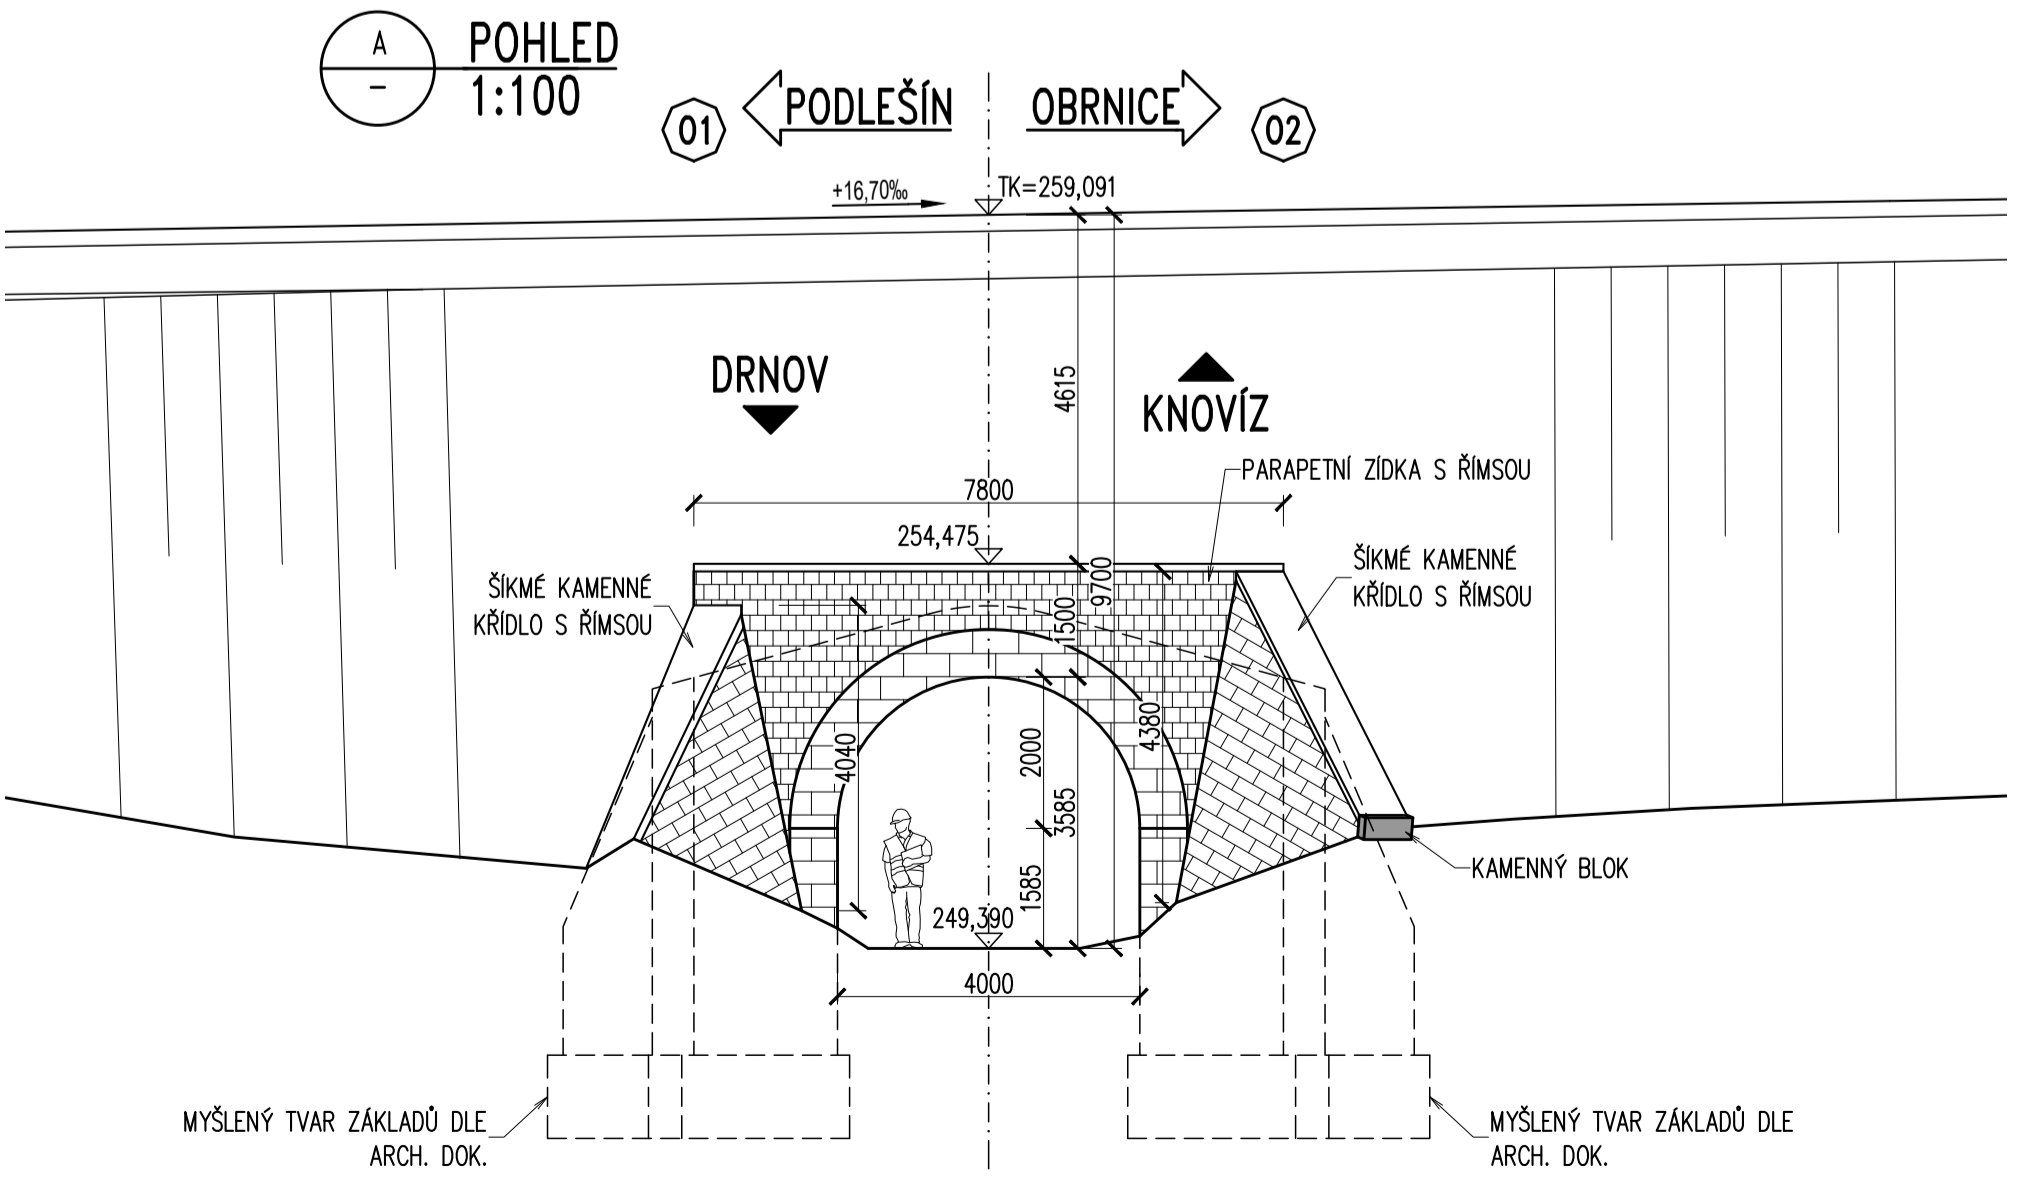 A
–
POHLED
1:100
01
PODLEŠÍN
OBRNICE
02
+16,70‰
TK=259,091
4615
DRNOV
KNOVÍZ
PARAPETNÍ ZÍDKA S ŘÍMSOU
7800
254,475
ŠÍKMÉ KAMENNÉ
KŘÍDLO S ŘÍMSOU
ŠÍKMÉ KAMENNÉ
KŘÍDLO S ŘÍMSOU
9700
1500
4380
4040
2000
3585
1585
249,390
KAMENNÝ BLOK
4000
MYŠLENÝ TVAR ZÁKLADŮ DLE
ARCH. DOK.
MYŠLENÝ TVAR ZÁKLADŮ DLE
ARCH. DOK.